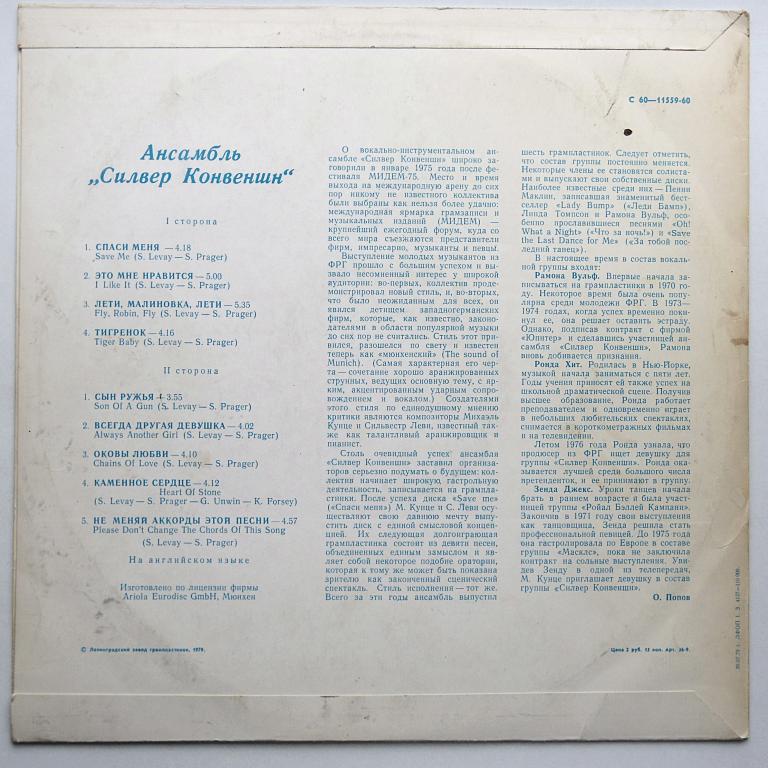 С 60—11559-60
Ансамбль
„Силвер Конвеншн“
I сторона
1. СПАСИ МЕНЯ — 4.18
Save Me (S. Levay — S. Prager)
2. ЭТО МНЕ НРАВИТСЯ — 5.00
I Like It (S. Levay — S. Prager)
3. ЛЕТИ, МАЛИНОВКА, ЛЕТИ — 5.35
Fly, Robin, Fly (S. Levay — S. Prager)
4. ТИГРЕНОК — 4.16
Tiger Baby (S. Levay — S. Prager)
II сторона
1. СЫН РУЖЬЯ — 3.55
Son Of A Gun (S. Levay — S. Prager)
2. ВСЕГДА ДРУГАЯ ДЕВУШКА — 4.02
Always Another Girl (S. Levay — S. Prager)
3. ОКОВЫ ЛЮБВИ — 4.10
Chains Of Love (S. Levay — S. Prager)
4. КАМЕННОЕ СЕРДЦЕ — 4.12
Heart Of Stone
(S. Levay — S. Prager — G. Unwin — K. Forsey)
5. НЕ МЕНЯЙ АККОРДЫ ЭТОЙ ПЕСНИ — 4.57
Please Don't Change The Chords Of This Song
(S. Levay — S. Prager)
На английском языке
Изготовлено по лицензии фирмы
Ariola Eurodisc GmbH, Мюнхен
© Ленинградский завод грампластинок, 1979.
О вокально-инструментальном ан-
самбле «Силвер Конвеншн» широко за-
говорили в январе 1975 года после фе-
стиваля МИДЕМ-75. Место и время
выхода на международную арену до сих
пор никому не известного коллектива
были выбраны как нельзя более удачно:
международная ярмарка грамзаписи и
музыкальных изданий (МИДЕМ) —
крупнейший ежегодный форум, куда со
всего мира съезжаются представители
фирм, импресарио, музыканты и певцы.
Выступление молодых музыкантов из
ФРГ прошло с большим успехом и вы-
звало несомненный интерес у широкой
аудитории: во-первых, коллектив проде-
монстрировал новый стиль, и, во-вторых,
что было неожиданным для всех, он
явился детищем западногерманских
фирм, которые, как известно, законо-
дателями в области популярной музыки
до сих пор не считались. Стиль этот при-
вился, разошелся по свету и известен
теперь как «мюнхенский» (The sound of
Munich). (Самая характерная его чер-
та — сочетание хорошо аранжированных
струнных, ведущих основную тему, с яр-
ким, акцентированным ударным сопро-
вождением и вокалом.) Создателями
этого стиля по единодушному мнению
критики являются композиторы Михаэль
Кунце и Сильвестр Леви, известный так-
же как талантливый аранжировщик и
пианист.
Столь очевидный успех ансамбля
«Силвер Конвеншн» заставил организа-
торов серьезно подумать о будущем: кол-
лектив начинает широкую, гастрольную
деятельность, записывается на грампла-
стинки. После успеха диска «Save me»
(«Спаси меня») М. Кунце и С. Леви осу-
ществляют свою давнюю мечту выпу-
стить диск с единой смысловой концеп-
цией. Их следующая долгоиграющая
грампластинка состоит из девяти песен,
объединенных единым замыслом и яв-
ляет собой некоторое подобие оратории,
которая к тому же может быть показана
зрителю как законченный сценический
спектакль. Стиль исполнения — тот же.
Всего за эти годы ансамбль выпустил
шесть грампластинок. Следует отметить,
что состав группы постоянно меняется.
Некоторые члены ее становятся солиста-
ми и выпускают свои собственные диски.
Наиболее известные среди них — Пенни
Маклин, записавшая знаменитый бест-
селлер «Lady Bump» («Леди Бамп»),
Линда Томпсон и Рамона Вульф, осо-
бенно прославившиеся песнями «Oh!
What a Night» («Что за ночь!») и «Save
the Last Dance for Me» («За тобой пос-
ледний танец»).
В настоящее время в состав вокаль-
ной группы входят:
Рамона Вульф. Впервые начала за-
писываться на грампластинки в 1970 го-
ду. Некоторое время была очень попу-
лярна среди молодежи ФРГ. В 1973—
1974 годах, когда успех временно поки-
нул ее, она решает оставить эстраду.
Однако, подписав контракт с фирмой
«Юпитер» и сделавшись участницей ан-
самбля «Силвер Конвеншн», Рамона
вновь добивается признания.
Ронда Хит. Родилась в Нью-Йорке,
музыкой начала заниматься с пяти лет.
Годы учения приносят ей также успех на
школьной драматической сцене. Получив
высшее образование, Ронда работает
преподавателем и одновременно играет
в небольших любительских спектаклях,
снимается в короткометражных фильмах
и на телевидении.
Летом 1976 года Ронда узнала, что
продюсер из ФРГ ищет девушку для
группы «Силвер Конвеншн». Ронда ока-
зывается лучшей среди большого числа
претенденток, и ее принимают в группу.
Зенда Джекс. Уроки танцев начала
брать в раннем возрасте и была участ-
ницей труппы «Ройал Бэллей Кампани».
Закончив в 1971 году свои выступления
как танцовщица, Зенда решила стать
профессиональной певицей. До 1975 года
она гастролировала по Европе в составе
группы «Масклс», пока не заключила
контракт на сольные выступления. Уви-
дев Зенду в одной из телепередач,
М. Кунце приглашает девушку в состав
группы «Силвер Конвеншн».
О. Попов
Цена 2 руб. 15 коп. Арт. 36-9.